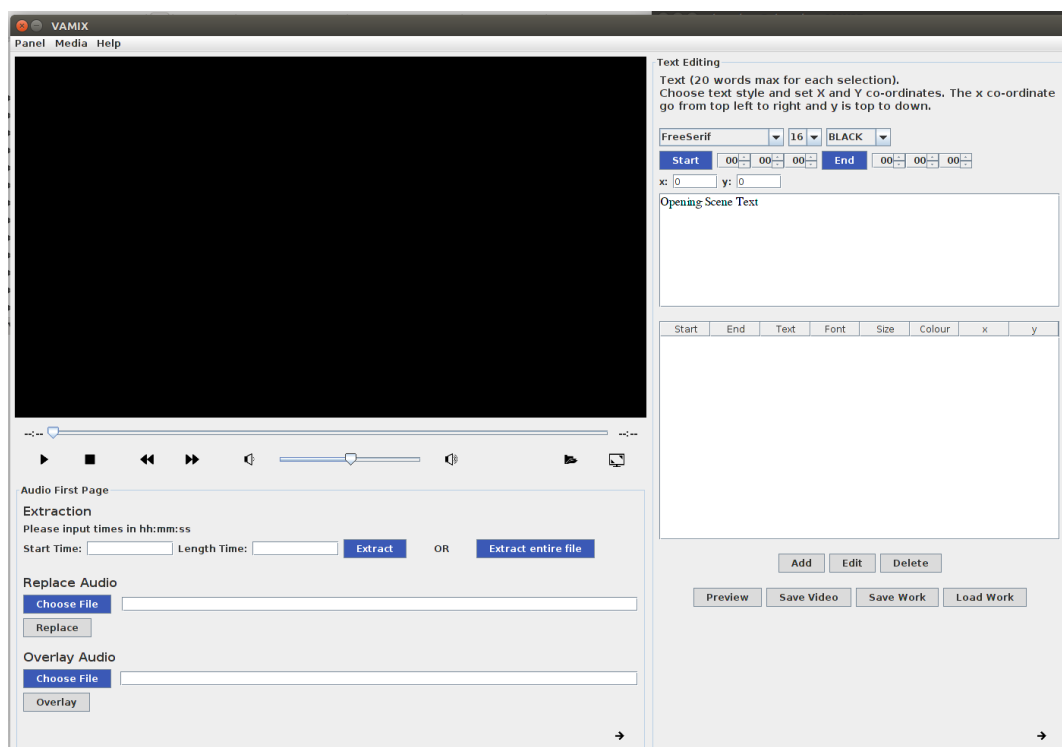 VAMIX
Panel Media Help
Text Editing
Text (20 words max for each selection).
Choose text style and set X and Y co-ordinates. The x co-ordinate
go from top left to right and y is top to down.
FreeSerif 16 BLACK
Start 00 00 00 End 00 00 00
x: 0 y: 0
Opening Scene Text
Start End Text Font Size Colour x y
--:-- --:--
Audio First Page
Extraction
Please input times in hh:mm:ss
Start Time: Length Time: Extract OR Extract entire file
Replace Audio
Choose File
Replace
Overlay Audio
Choose File
Overlay
Add Edit Delete
Preview Save Video Save Work Load Work